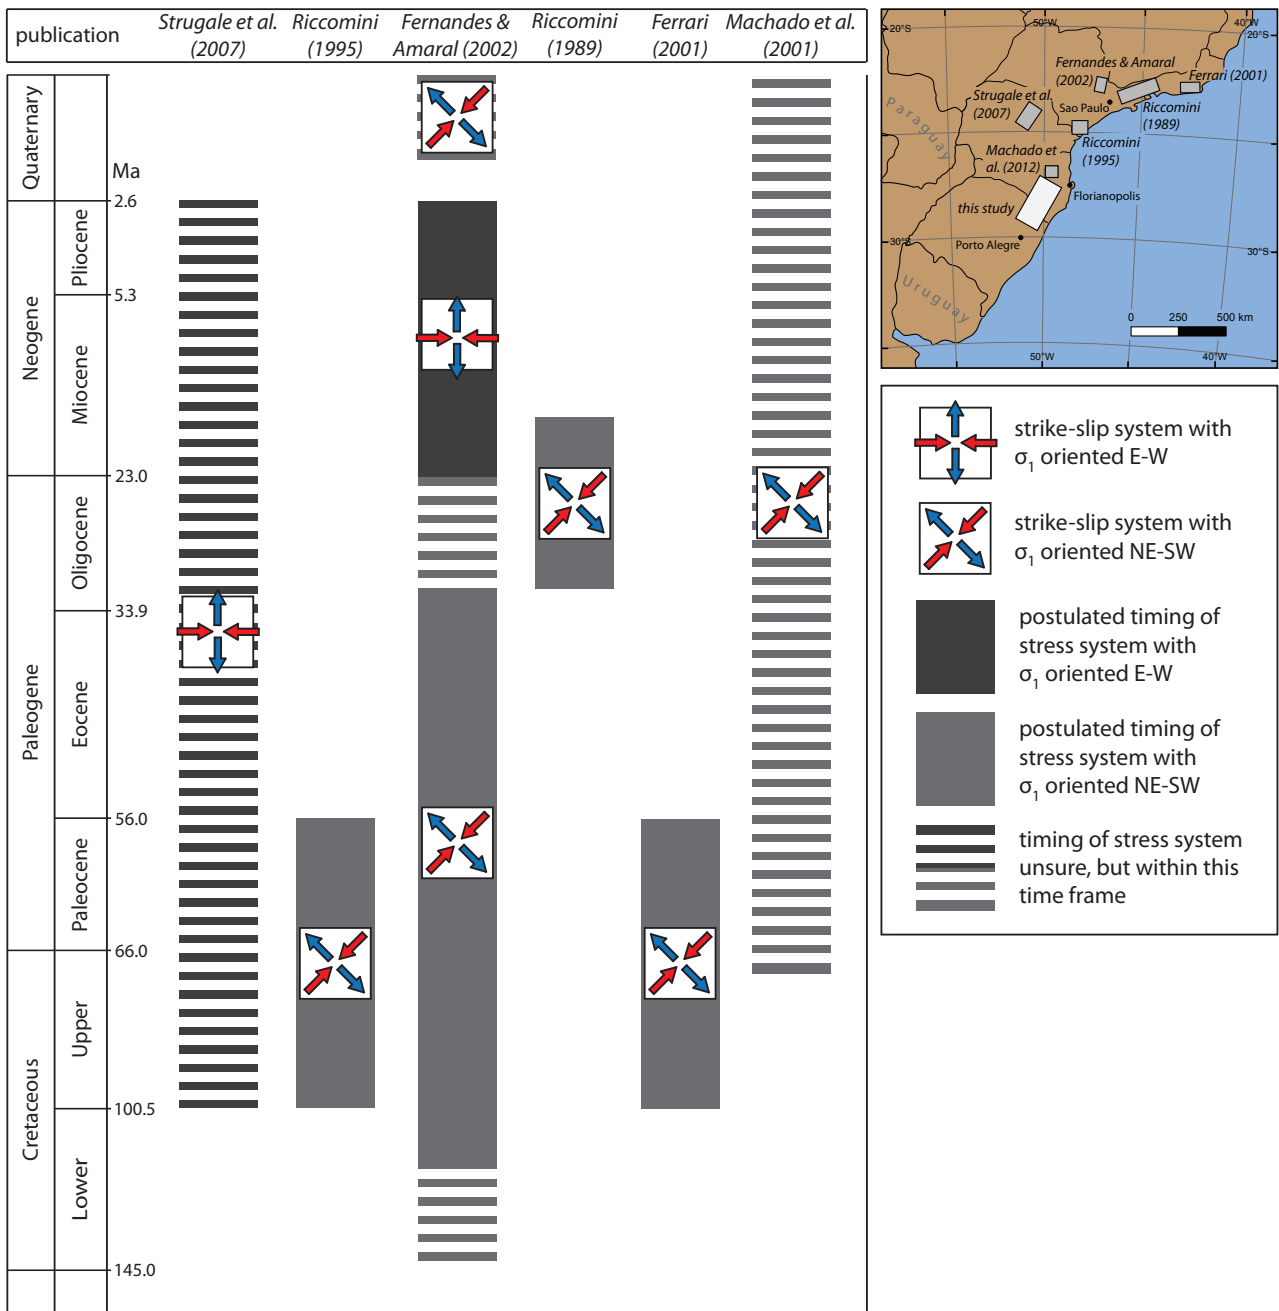 publication
Strugale et al.
(2007)
Riccomini
(1995)
Fernandes &
Amaral (2002)
Riccomini
(1989)
Ferrari
(2001)
Machado et al.
(2001)
Ma
Quaternary
2.6
Neogene
Pliocene
5.3
Miocene
23.0
Paleogene
Oligocene
33.9
Eocene
56.0
Paleocene
66.0
Cretaceous
Upper
100.5
Lower
145.0
50°W
40°W
20°S
20°S
Fernandes & Amaral
(2002)
Ferrari (2001)
Strugale et al.
(2007)
Sao Paulo
Riccomini
(1989)
Paraguay
Machado et
al. (2012)
Riccomini
(1995)
this study
Florianopolis
Porto Alegre
30°S
30°S
Uruguay
0 250 500 km
50°W
40°W
strike-slip system with
σ1 oriented E-W
strike-slip system with
σ1 oriented NE-SW
postulated timing of
stress system with
σ1 oriented E-W
postulated timing of
stress system with
σ1 oriented NE-SW
timing of stress system
unsure, but within this
time frame